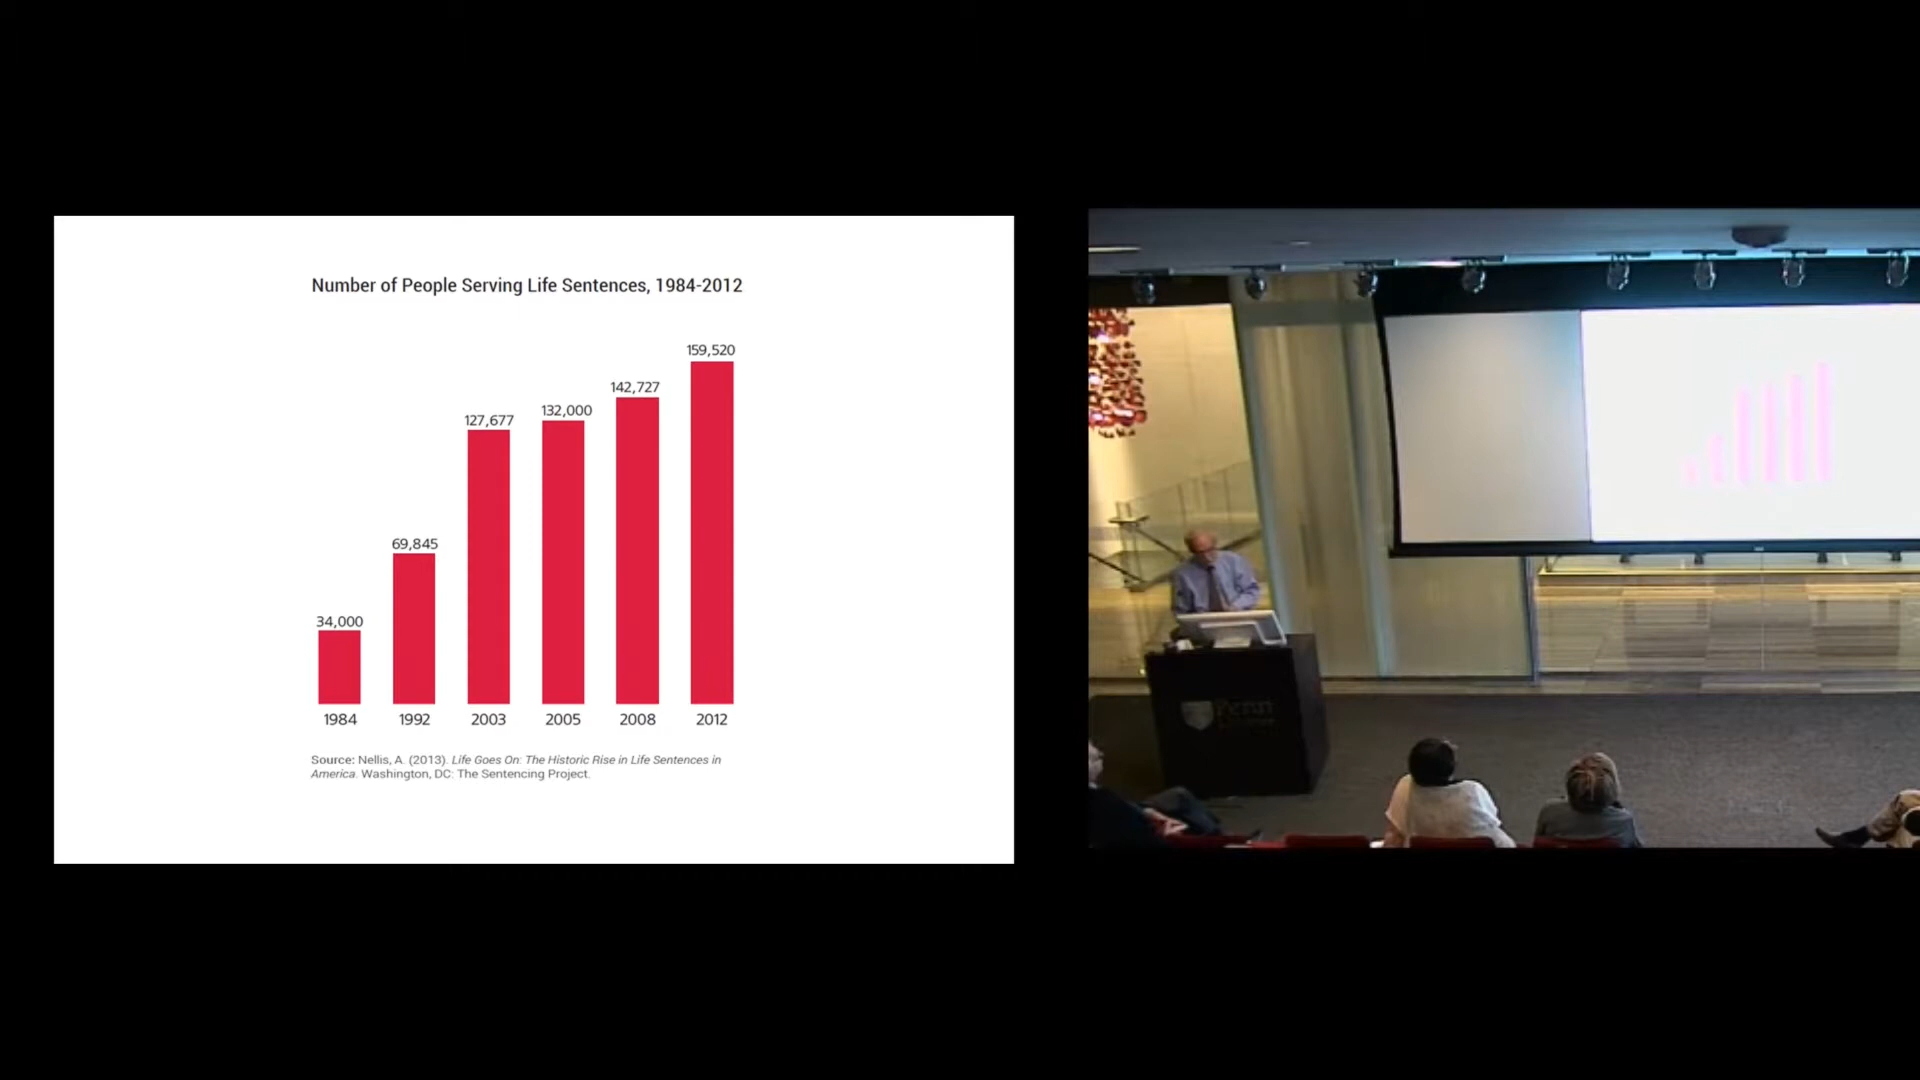 Number of People Serving Life Sentences, 1984-2012
159,520
142,727
132,000
127,677
69,845
34,000
1984 1992 2003 2005 2008 2012
Source: Nellis, A. (2013). Life Goes On: The Historic Rise in Life Sentences in
America. Washington, DC: The Sentencing Project.
Penn